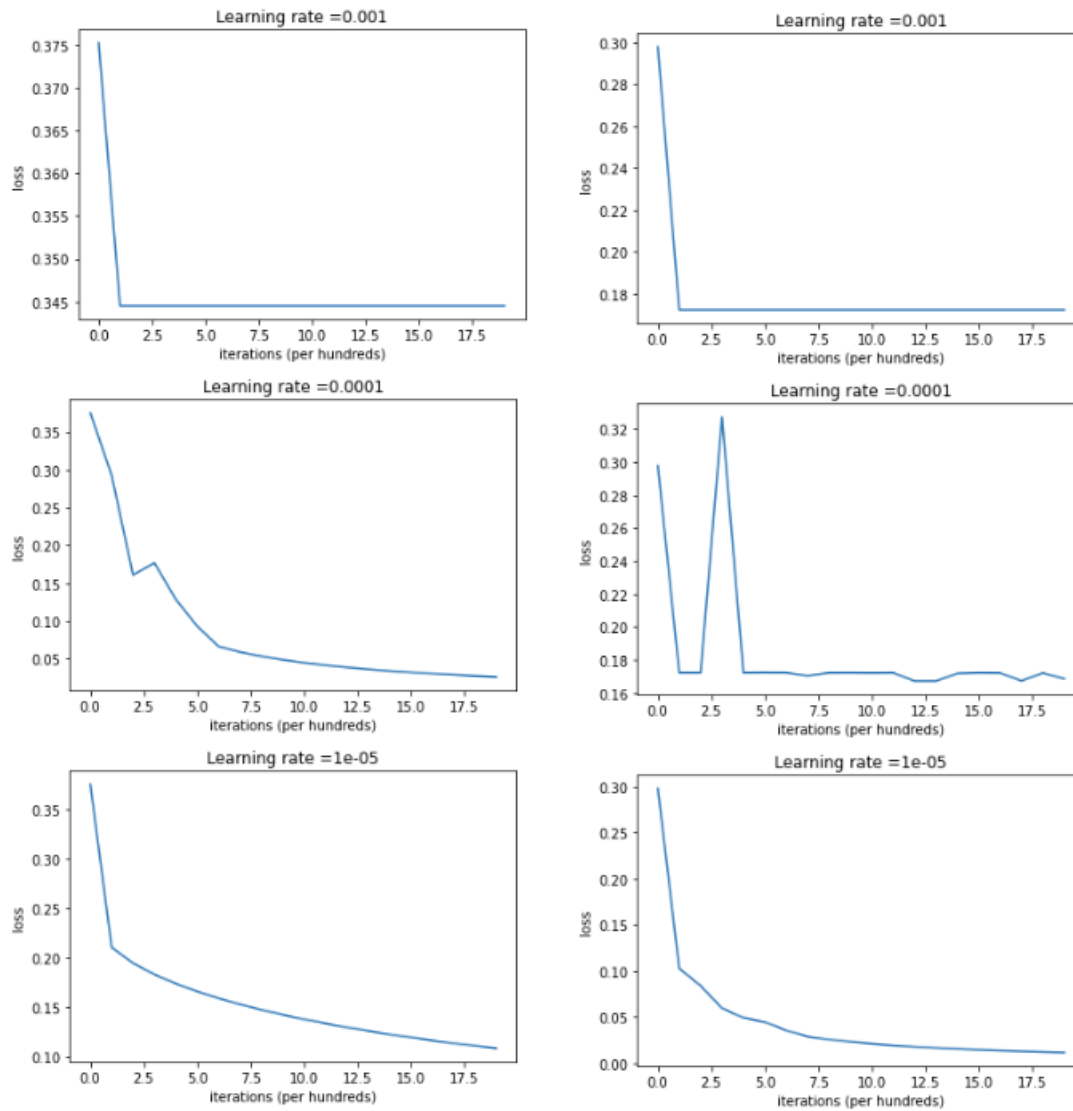 Learning rate =0.001
0.375
0.370
0.365
0.360
0.355
0.350
0.345
loss
0.0 2.5 5.0 7.5 10.0 12.5 15.0 17.5
iterations (per hundreds)
Learning rate =0.001
0.30
0.28
0.26
0.24
0.22
0.20
0.18
loss
0.0 2.5 5.0 7.5 10.0 12.5 15.0 17.5
iterations (per hundreds)
Learning rate =0.0001
0.35
0.30
0.25
0.20
0.15
0.10
0.05
loss
0.0 2.5 5.0 7.5 10.0 12.5 15.0 17.5
iterations (per hundreds)
Learning rate =0.0001
0.32
0.30
0.28
0.26
0.24
0.22
0.20
0.18
0.16
loss
0.0 2.5 5.0 7.5 10.0 12.5 15.0 17.5
iterations (per hundreds)
Learning rate =1e-05
0.35
0.30
0.25
0.20
0.15
0.10
loss
0.0 2.5 5.0 7.5 10.0 12.5 15.0 17.5
iterations (per hundreds)
Learning rate =1e-05
0.30
0.25
0.20
0.15
0.10
0.05
0.00
loss
0.0 2.5 5.0 7.5 10.0 12.5 15.0 17.5
iterations (per hundreds)